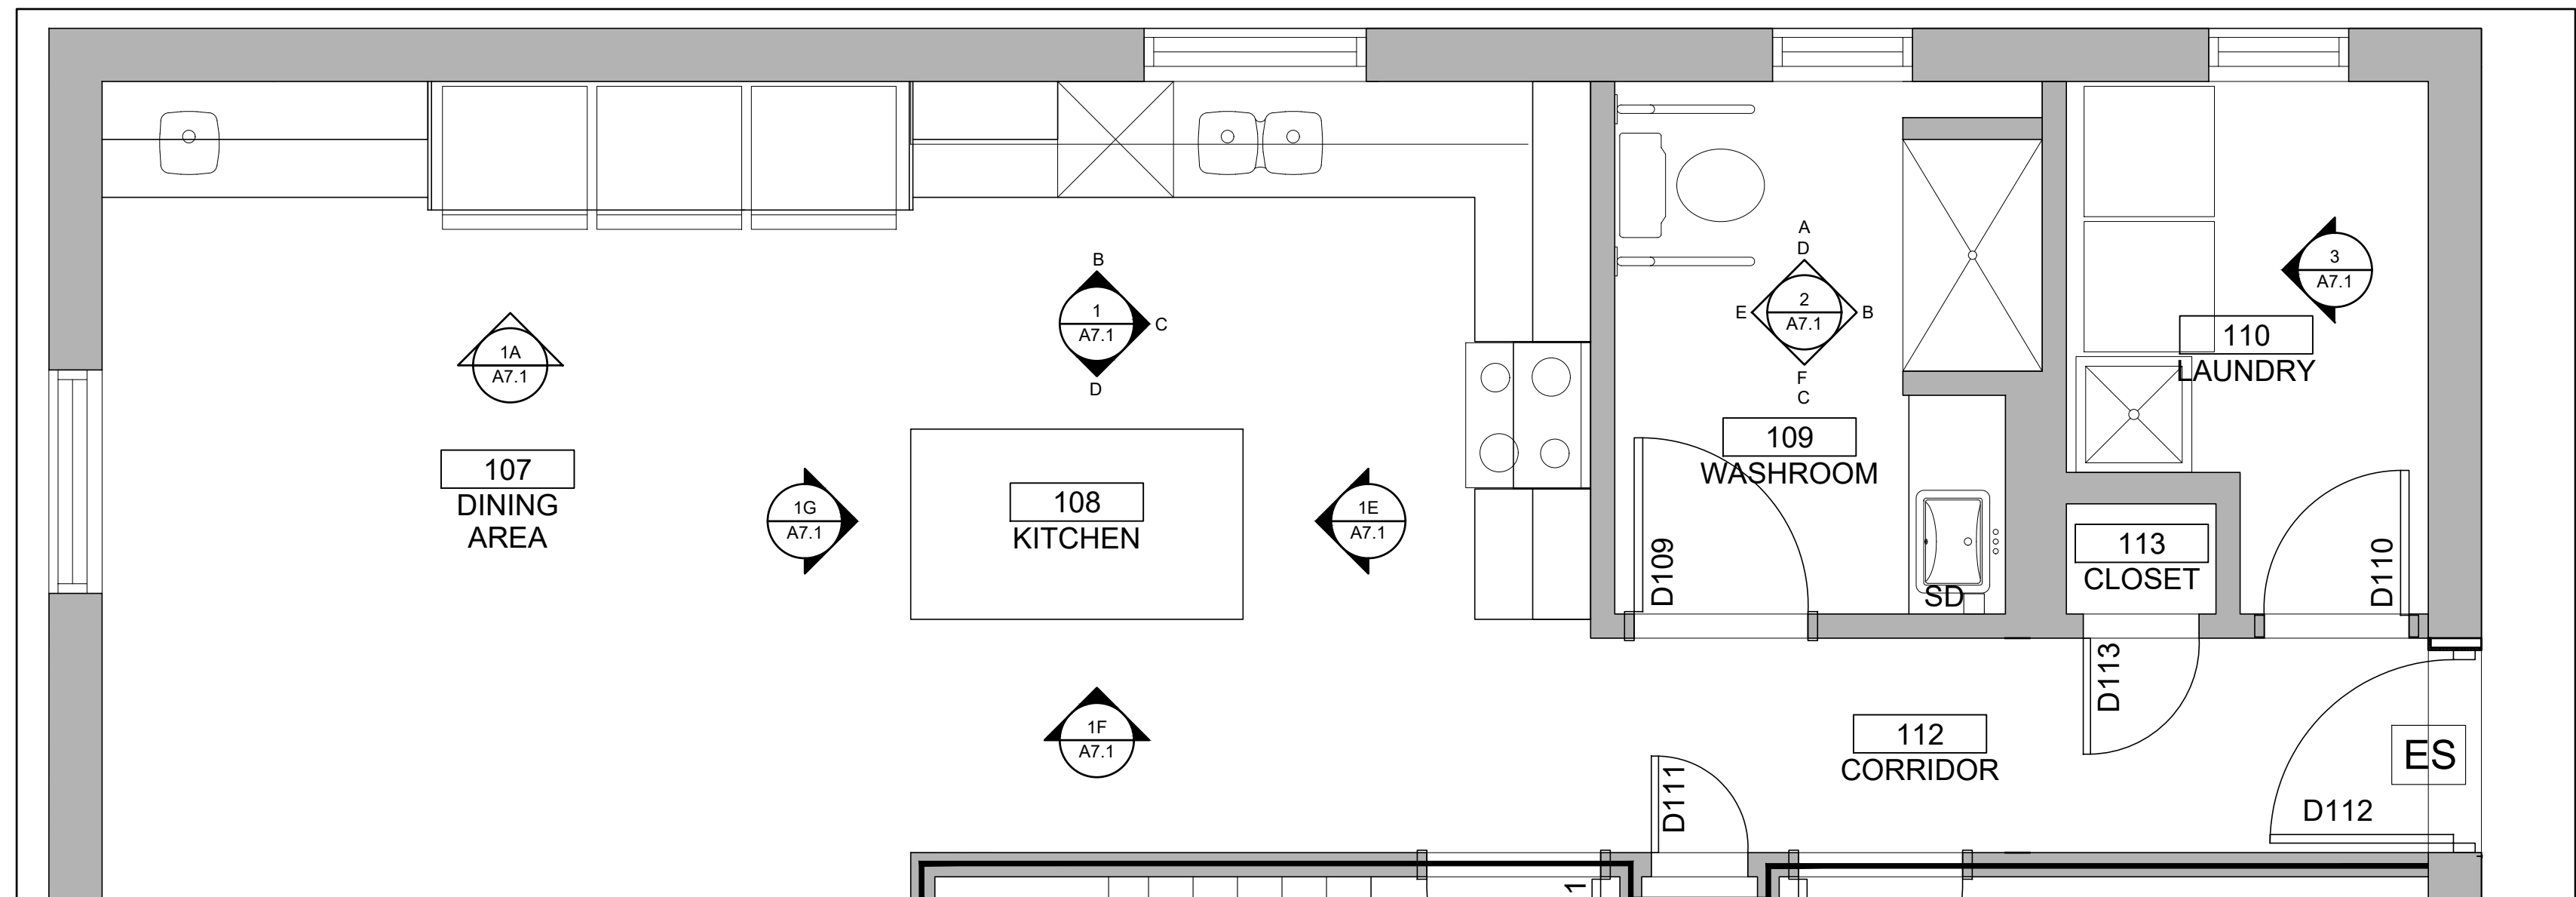 A
D
E
2
A7.1
B
F
C
3
A7.1
B
1
A7.1
C
D
1A
A7.1
110
LAUNDRY
109
WASHROOM
107
DINING
AREA
1G
A7.1
108
KITCHEN
1E
A7.1
113
CLOSET
D109
SD
D110
D113
1F
A7.1
112
CORRIDOR
ES
D111
D112
1